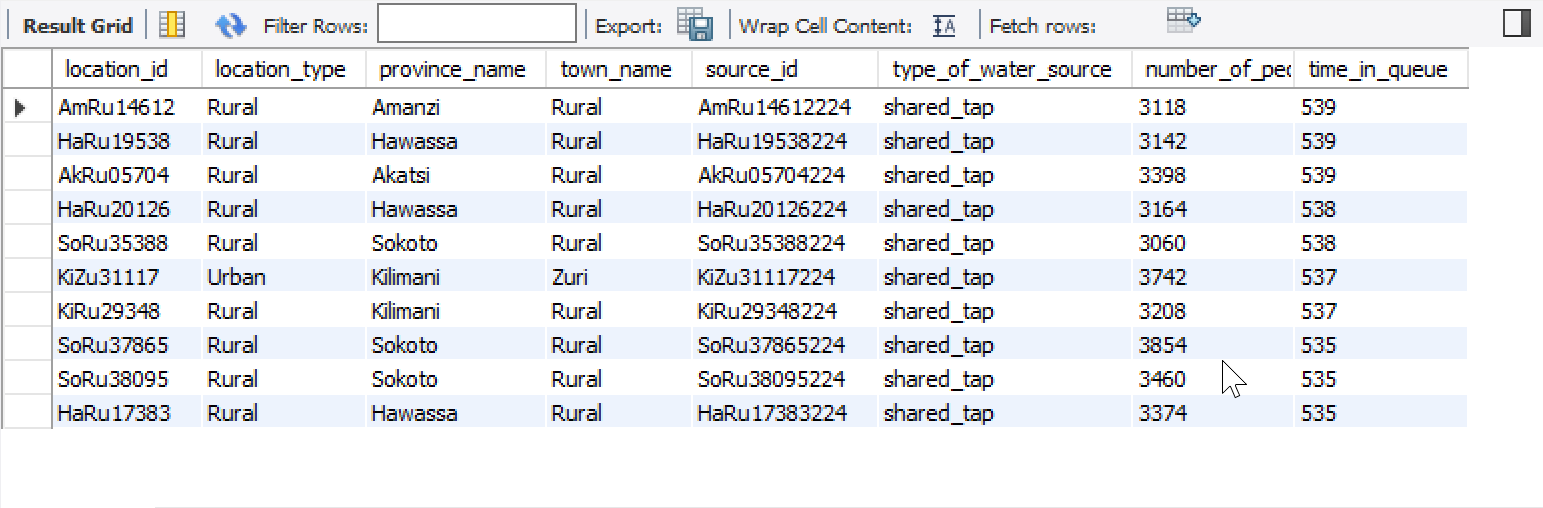 Result Grid Filter Rows: Export: Wrap Cell Content: Fetch rows:
location_id location_type province_name town_name source_id type_of_water_source number_of_peo time_in_queue
AmRu14612 Rural Amanzi Rural AmRu14612224 shared_tap 3118 539
HaRu19538 Rural Hawassa Rural HaRu19538224 shared_tap 3142 539
AkRu05704 Rural Akatsi Rural AkRu05704224 shared_tap 3398 539
HaRu20126 Rural Hawassa Rural HaRu20126224 shared_tap 3164 538
SoRu35388 Rural Sokoto Rural SoRu35388224 shared_tap 3060 538
KiZu31117 Urban Kilimani Zuri KiZu31117224 shared_tap 3742 537
KiRu29348 Rural Kilimani Rural KiRu29348224 shared_tap 3208 537
SoRu37865 Rural Sokoto Rural SoRu37865224 shared_tap 3854 535
SoRu38095 Rural Sokoto Rural SoRu38095224 shared_tap 3460 535
HaRu17383 Rural Hawassa Rural HaRu17383224 shared_tap 3374 535